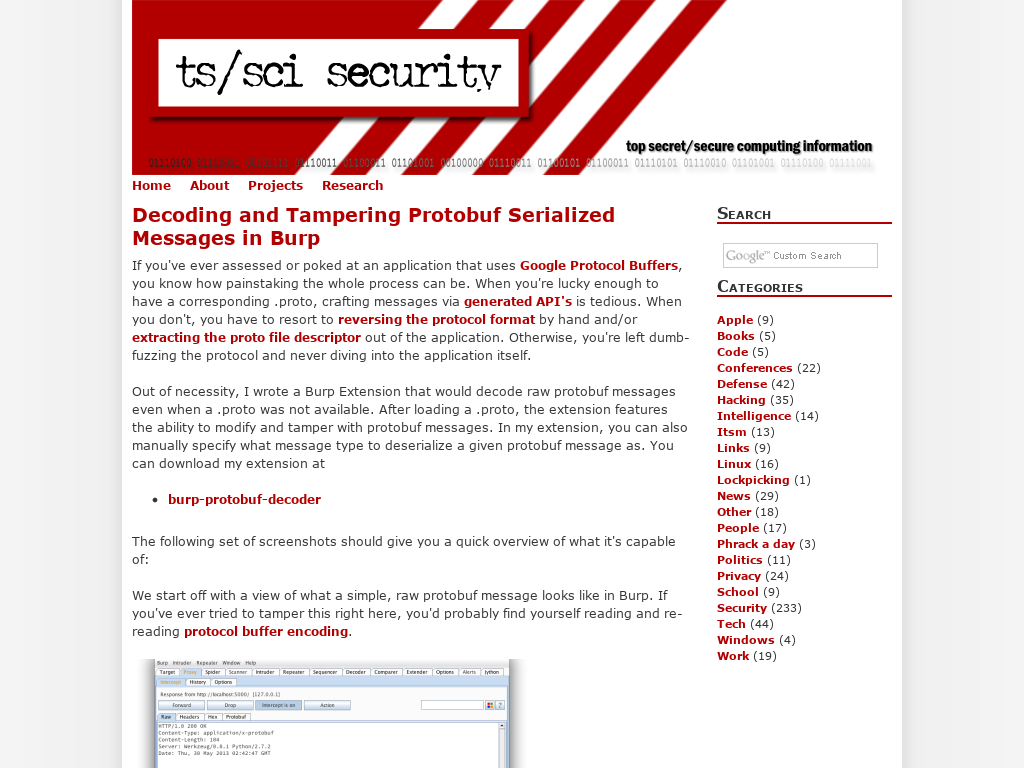 ts/sci security
top secret/secure computing information
01110100 01110011 00101111 01110011 01100011 01101001 00100000 01110011 01100101 01100011 01110101 01110010 01101001 01110100 01111001
Home About Projects Research
Decoding and Tampering Protobuf Serialized
Messages in Burp
If you've ever assessed or poked at an application that uses Google Protocol Buffers,
you know how painstaking the whole process can be. When you're lucky enough to
have a corresponding .proto, crafting messages via generated API's is tedious. When
you don't, you have to resort to reversing the protocol format by hand and/or
extracting the proto file descriptor out of the application. Otherwise, you're left dumb-
fuzzing the protocol and never diving into the application itself.
Out of necessity, I wrote a Burp Extension that would decode raw protobuf messages
even when a .proto was not available. After loading a .proto, the extension features
the ability to modify and tamper with protobuf messages. In my extension, you can also
manually specify what message type to deserialize a given protobuf message as. You
can download my extension at
• burp-protobuf-decoder
The following set of screenshots should give you a quick overview of what it's capable
of:
We start off with a view of what a simple, raw protobuf message looks like in Burp. If
you've ever tried to tamper this right here, you'd probably find yourself reading and re-
reading protocol buffer encoding.
Burp Intruder Repeater Window Help
Target Proxy Spider Scanner Intruder Repeater Sequencer Decoder Comparer Extender Options Alerts Jython
Intercept History Options
Response from http://localhost:5000/ [127.0.0.1]
Forward Drop Intercept is on Action ?
Raw Headers Hex Protobuf
HTTP/1.0 200 OK
Content-Type: application/x-protobuf
Content-Length: 104
Server: Werkzeug/0.8.1 Python/2.7.2
Date: Thu, 30 May 2013 02:42:47 GMT
Search
Google™ Custom Search
Categories
Apple (9)
Books (5)
Code (5)
Conferences (22)
Defense (42)
Hacking (35)
Intelligence (14)
Itsm (13)
Links (9)
Linux (16)
Lockpicking (1)
News (29)
Other (18)
People (17)
Phrack a day (3)
Politics (11)
Privacy (24)
School (9)
Security (233)
Tech (44)
Windows (4)
Work (19)